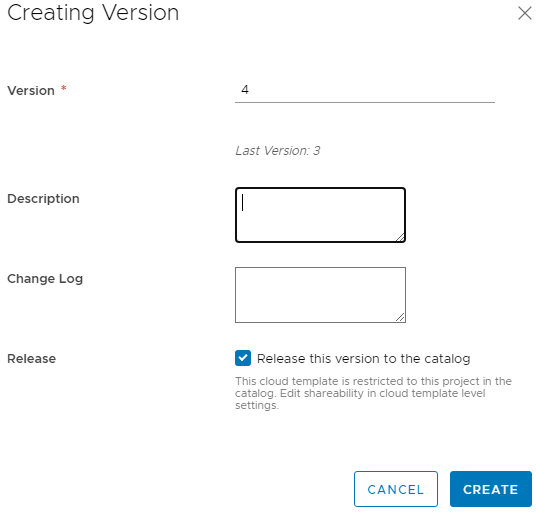 Creating Version
Version *
4
Last Version: 3
Description
Change Log
Release
Release this version to the catalog
This cloud template is restricted to this project in the
catalog. Edit shareability in cloud template level
settings.
CANCEL
CREATE